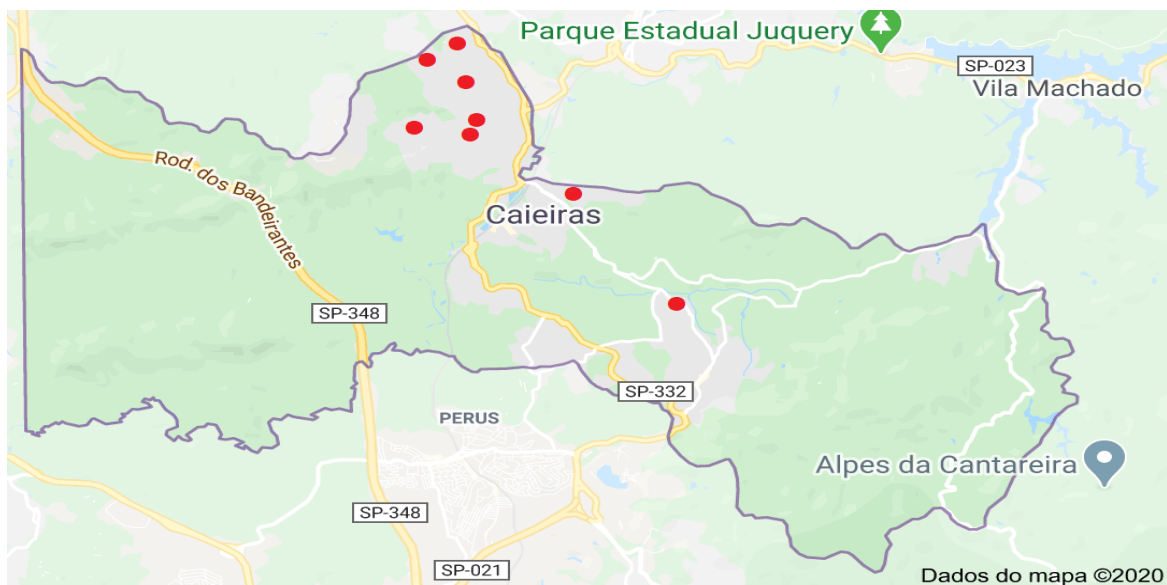 Parque Estadual Juquery
SP-023
Vila Machado
Rod. dos Bandeirantes
Caieiras
SP-348
SP-332
PERUS
Alpes da Cantareira
SP-348
SP-021
Dados do mapa ©2020